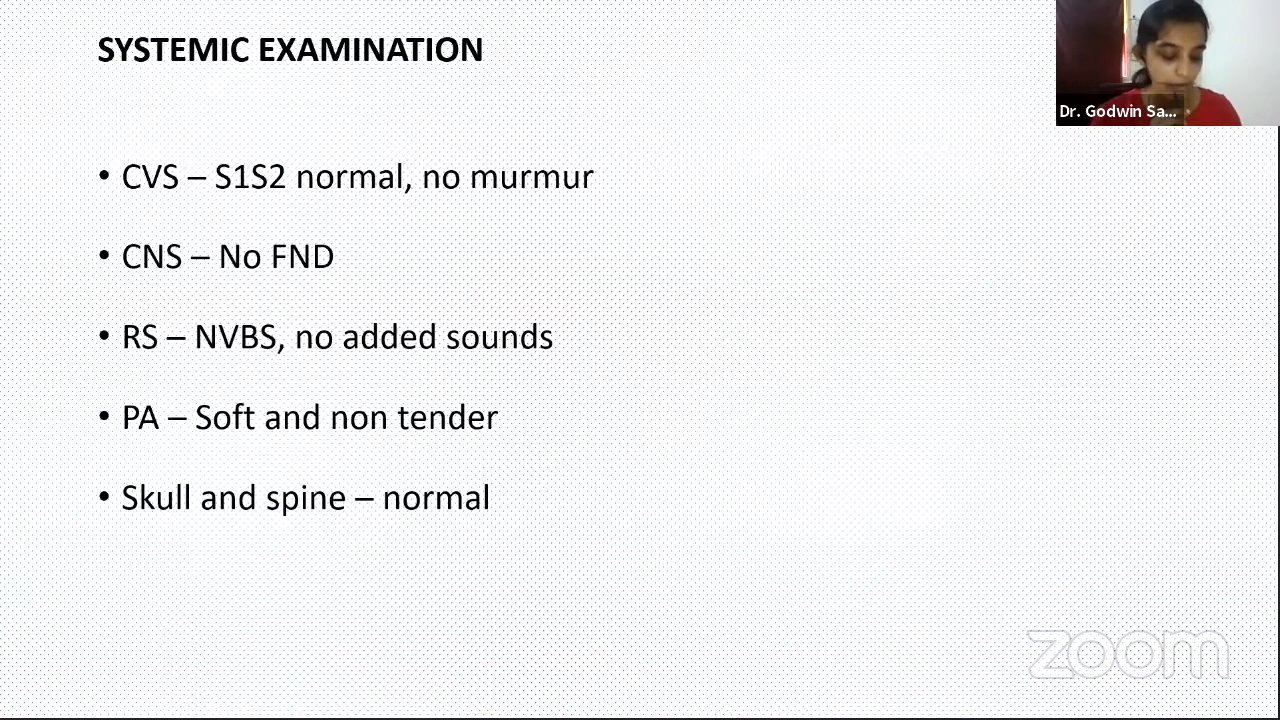 SYSTEMIC EXAMINATION
Dr. Godwin Sa...
• CVS – S1S2 normal, no murmur
• CNS – No FND
• RS – NVBS, no added sounds
• PA – Soft and non tender
• Skull and spine – normal
zoom